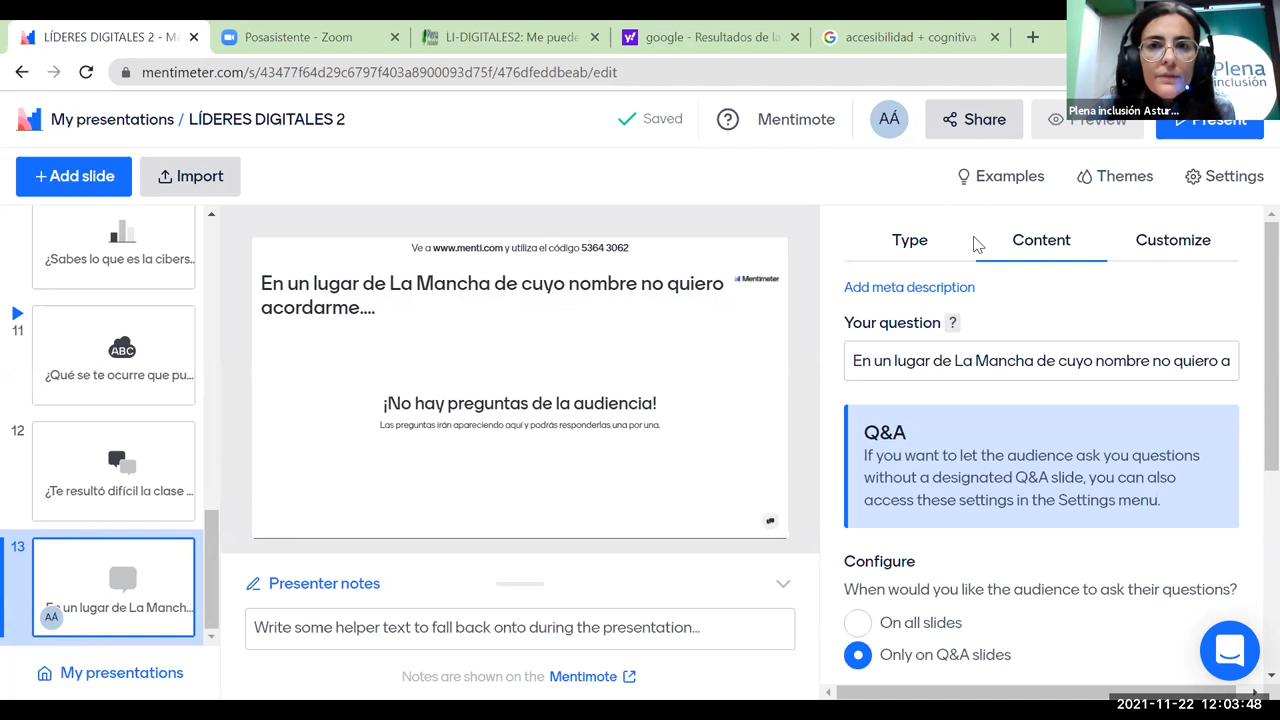 LÍDERES DIGITALES 2 - Me
Posasistente - Zoom
LI-DIGITALES2: Me puede
google - Resultados de la
accesibilidad + cognitiva
mentimeter.com/s/43477f64d29c6797f403a8900093d75f/476dfeddbeab/edit
Plena
inclusión
Plena inclusión Astur...
My presentations / LÍDERES DIGITALES 2
Saved
Mentimote
AÁ
Share
Preview
Present
+ Add slide
Import
Examples
Themes
Settings
¿Sabes lo que es la cibers...
11
ABC
¿Qué se te ocurre que pu...
12
¿Te resultó difícil la clase ...
13
En un lugar de La Manch...
AÁ
My presentations
Ve a www.menti.com y utiliza el código 5364 3062
En un lugar de La Mancha de cuyo nombre no quiero
acordarme....
Mentimeter
¡No hay preguntas de la audiencia!
Las preguntas irán apareciendo aquí y podrás responderlas una por una.
Presenter notes
Write some helper text to fall back onto during the presentation...
Notes are shown on the Mentimote
Type
Content
Customize
Add meta description
Your question ?
En un lugar de La Mancha de cuyo nombre no quiero a
Q&A
If you want to let the audience ask you questions
without a designated Q&A slide, you can also
access these settings in the Settings menu.
Configure
When would you like the audience to ask their questions?
On all slides
Only on Q&A slides
2021-11-22 12:03:48